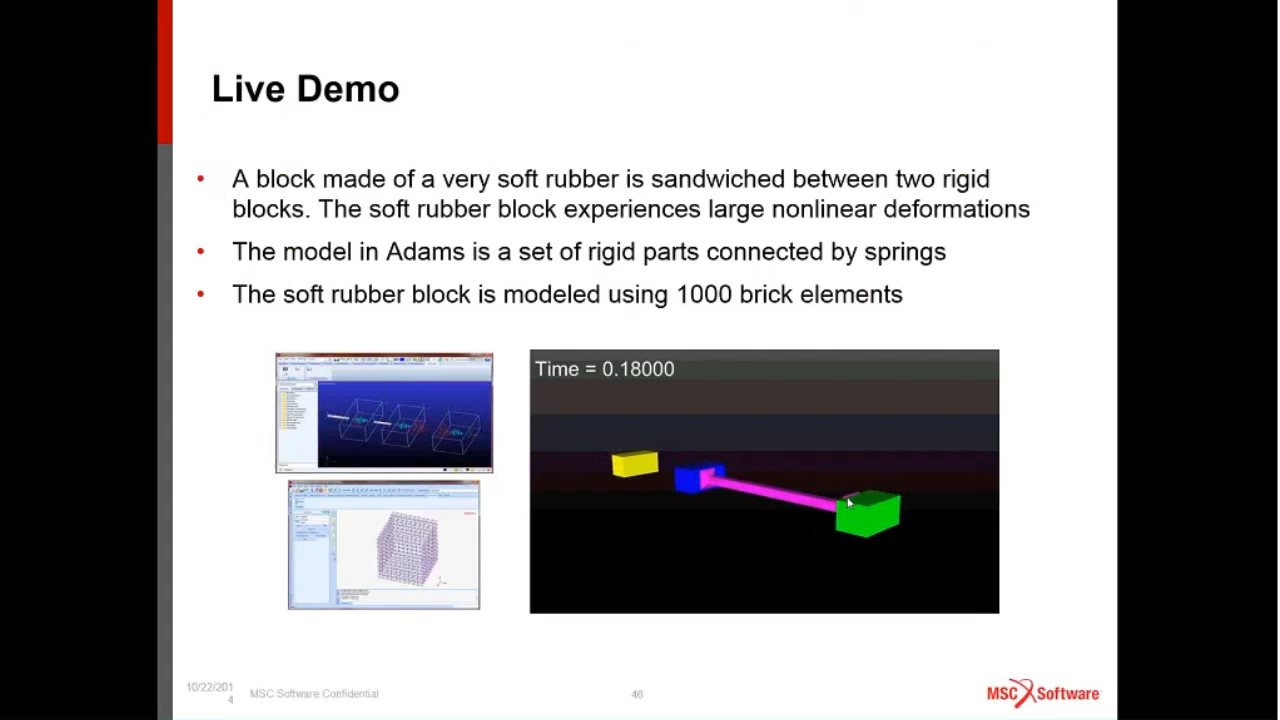 Live Demo
• A block made of a very soft rubber is sandwiched between two rigid
blocks. The soft rubber block experiences large nonlinear deformations
• The model in Adams is a set of rigid parts connected by springs
• The soft rubber block is modeled using 1000 brick elements
Time = 0.18000
10/22/201
4
MSC Software Confidential
46
MSC Software